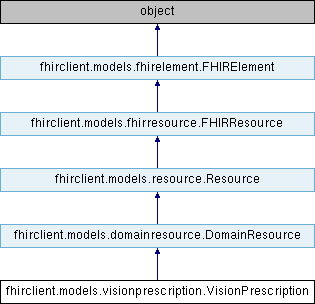 object
fhirclient.models.fhirelement.FHIRElement
fhirclient.models.fhirresource.FHIRResource
fhirclient.models.resource.Resource
fhirclient.models.domainresource.DomainResource
fhirclient.models.visionprescription.VisionPrescription